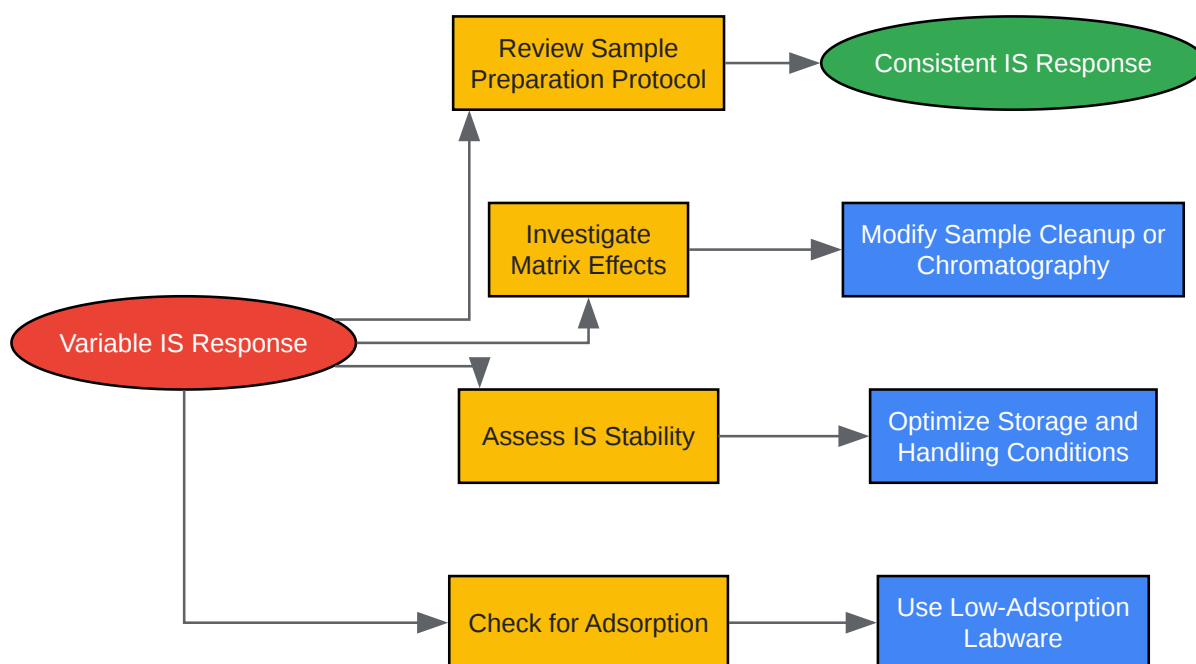 Review Sample
Preparation Protocol
Consistent IS Response
Investigate
Matrix Effects
Modify Sample Cleanup or
Chromatography
Variable IS Response
Assess IS Stability
Optimize Storage and
Handling Conditions
Check for Adsorption
Use Low-Adsorption
Labware